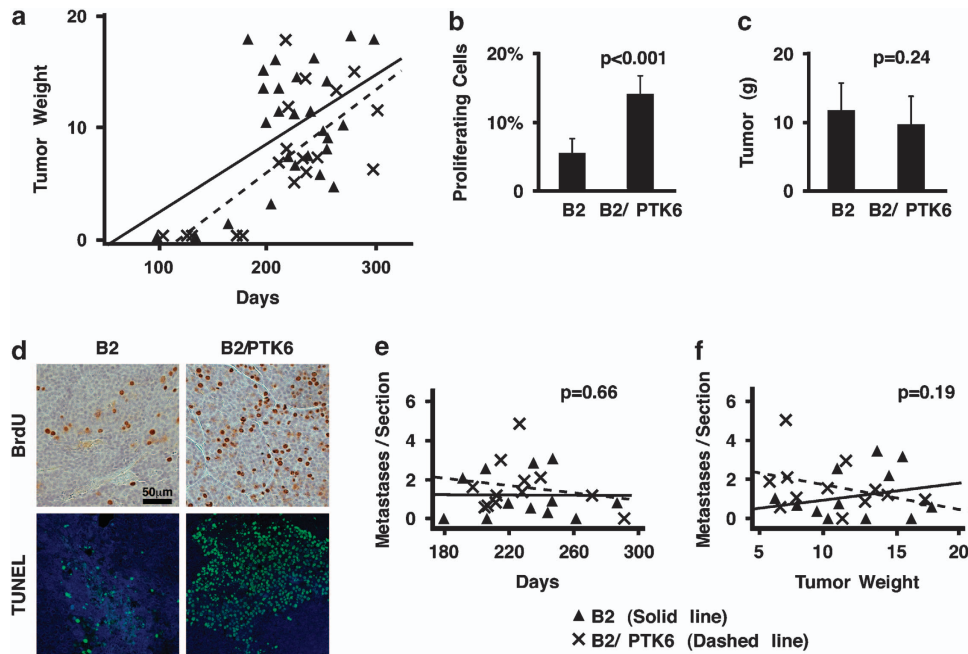 a
Tumor Weight
20
10
0
100
200
300
Days
b
Proliferating Cells
20%
10%
0
p<0.001
B2
B2/ PTK6
c
Tumor (g)
20
10
0
p=0.24
B2
B2/ PTK6
d
B2
B2/PTK6
BrdU
50µm
TUNEL
e
Metastases / Section
6
4
2
0
p=0.66
180
220
260
300
Days
f
Metastases / Section
6
4
2
0
p=0.19
5
10
15
20
Tumor Weight
B2 (Solid line)
B2/ PTK6 (Dashed line)